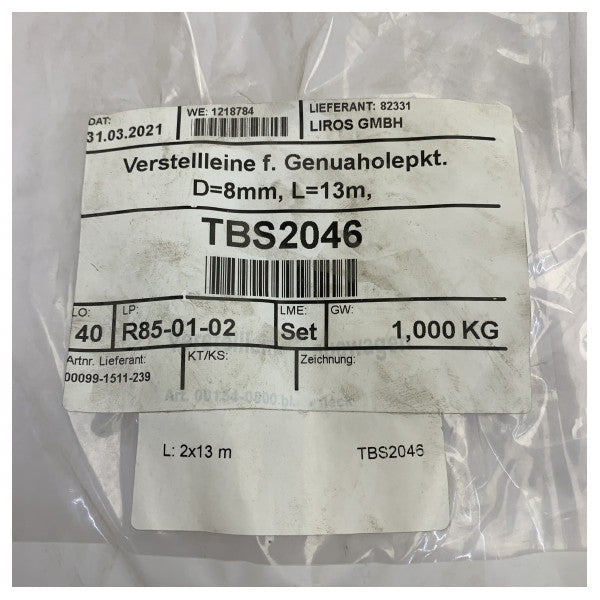 DAT: WE: 1218784 LIEFERANT: 82331
31.03.2021 LIROS GMBH
Verstellleine f. Genuaholepkt.
D=8mm, L=13m,
TBS2046
LO: LP: LME: GW:
40 R85-01-02 Set 1,000 KG
Artnr. Lieferant: KT/KS: Zeichnung:
00099-1511-239
L: 2x13 m TBS2046